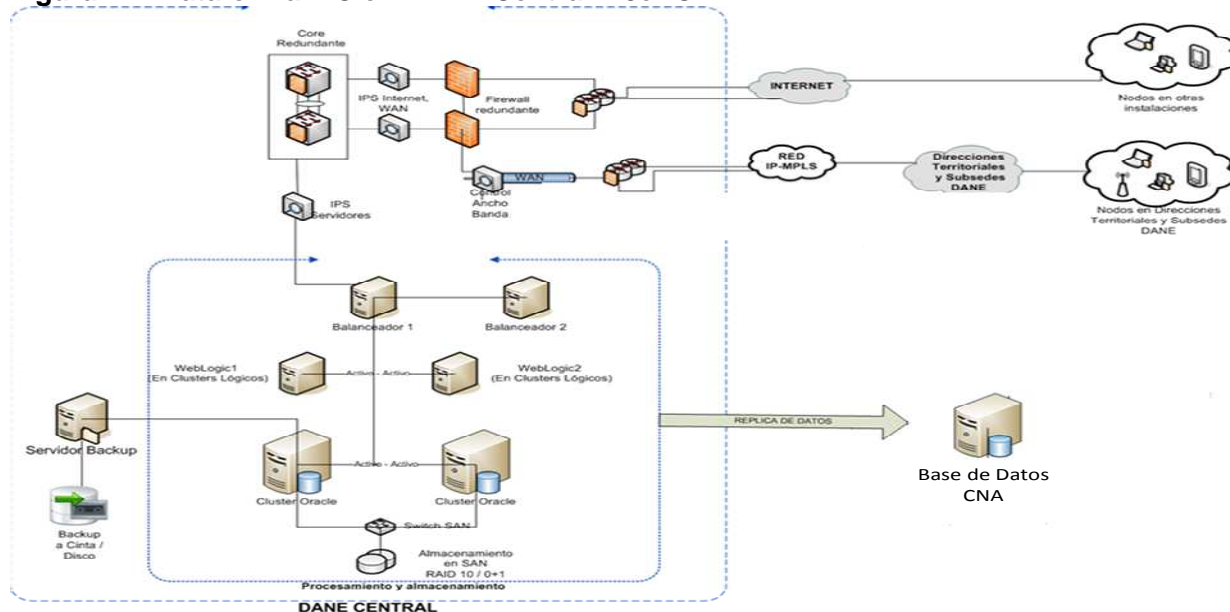 Core
Redundante
IPS Internet,
WAN
Firewall
redundante
INTERNET
Nodos en otras
instalaciones
WAN
Control
Ancho
Banda
RED
IP-MPLS
Direcciones
Territoriales
y Subsedes
DANE
Nodos en Direcciones
Territoriales y Subsedes
DANE
IPS
Servidores
Balanceador 1
Balanceador 2
WebLogic1
(En Clusters Lógicos)
Activo - Activo
WebLogic2
(En Clusters Lógicos)
Servidor Backup
REPLICA DE DATOS
Base de Datos
CNA
Activo - Activo
Cluster Oracle
Cluster Oracle
Switch SAN
Backup
a Cinta /
Disco
Almacenamiento
en SAN
RAID 10 / 0+1
Procesamiento y almacenamiento
DANE CENTRAL